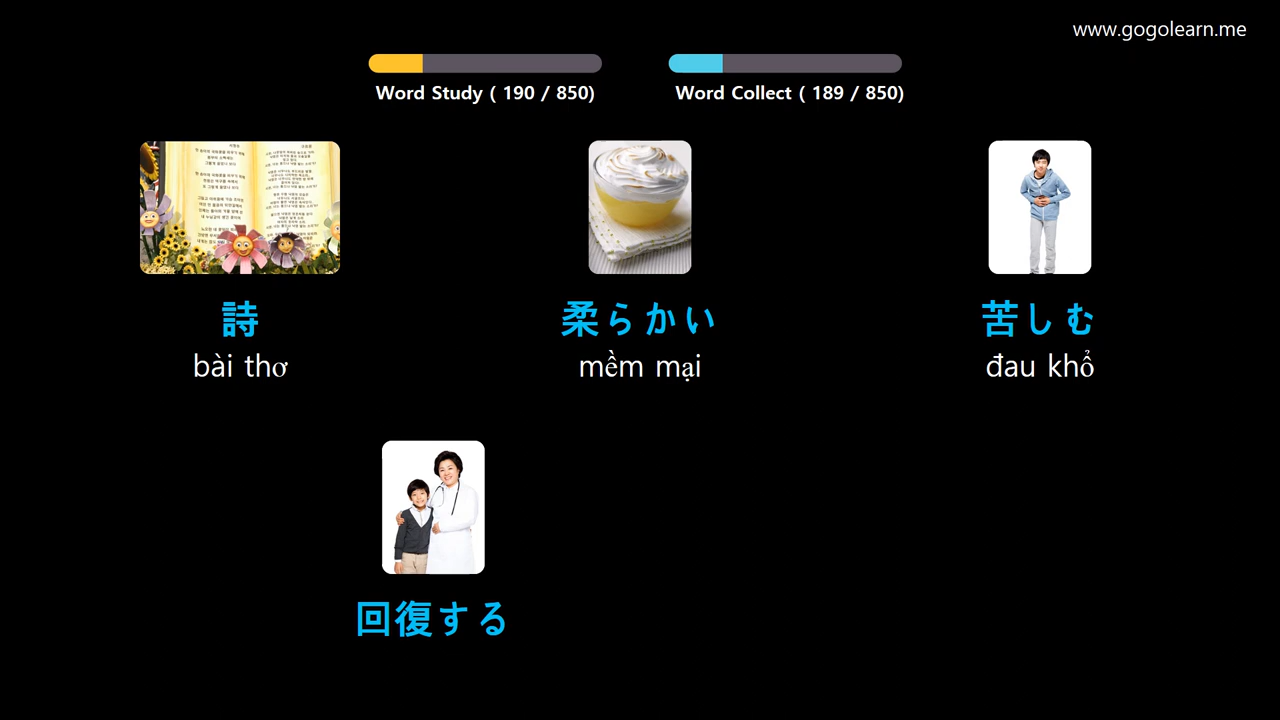 www.gogolearn.me
Word Study ( 190 / 850)
Word Collect ( 189 / 850)
詩
bài thơ
柔らかい
mềm mại
苦しむ
đau khổ
回復する